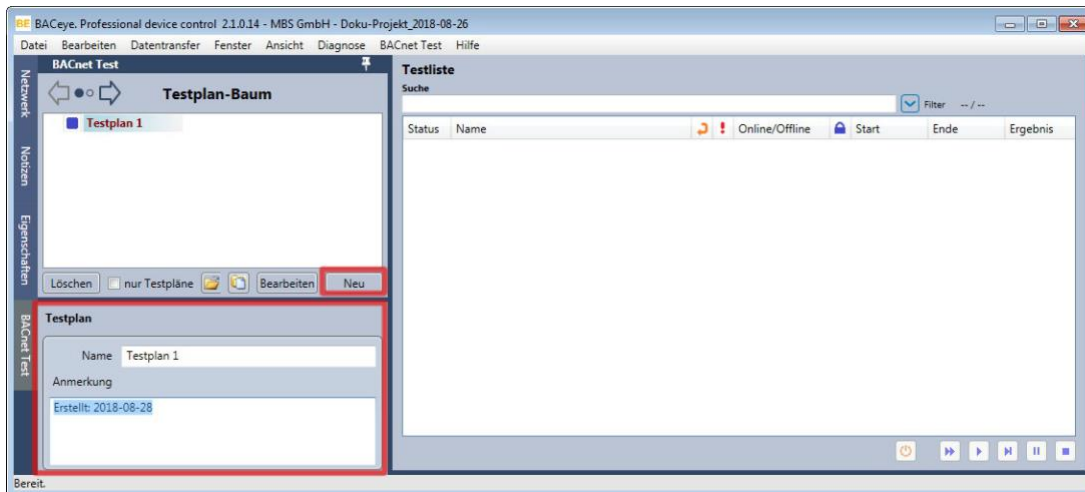 BE BACeye. Professional device control 2.1.0.14 - MBS GmbH - Doku-Projekt_2018-08-26
Datei Bearbeiten Datentransfer Fenster Ansicht Diagnose BACnet Test Hilfe
Netzwerk
Notizen
Eigenschaften
BACnet Test
BACnet Test
Testplan-Baum
Testplan 1
Löschen nur Testpläne Bearbeiten Neu
Testplan
Name Testplan 1
Anmerkung
Erstellt: 2018-08-28
Testliste
Suche
Filter -- / --
Status Name ! Online/Offline Start Ende Ergebnis
Bereit.